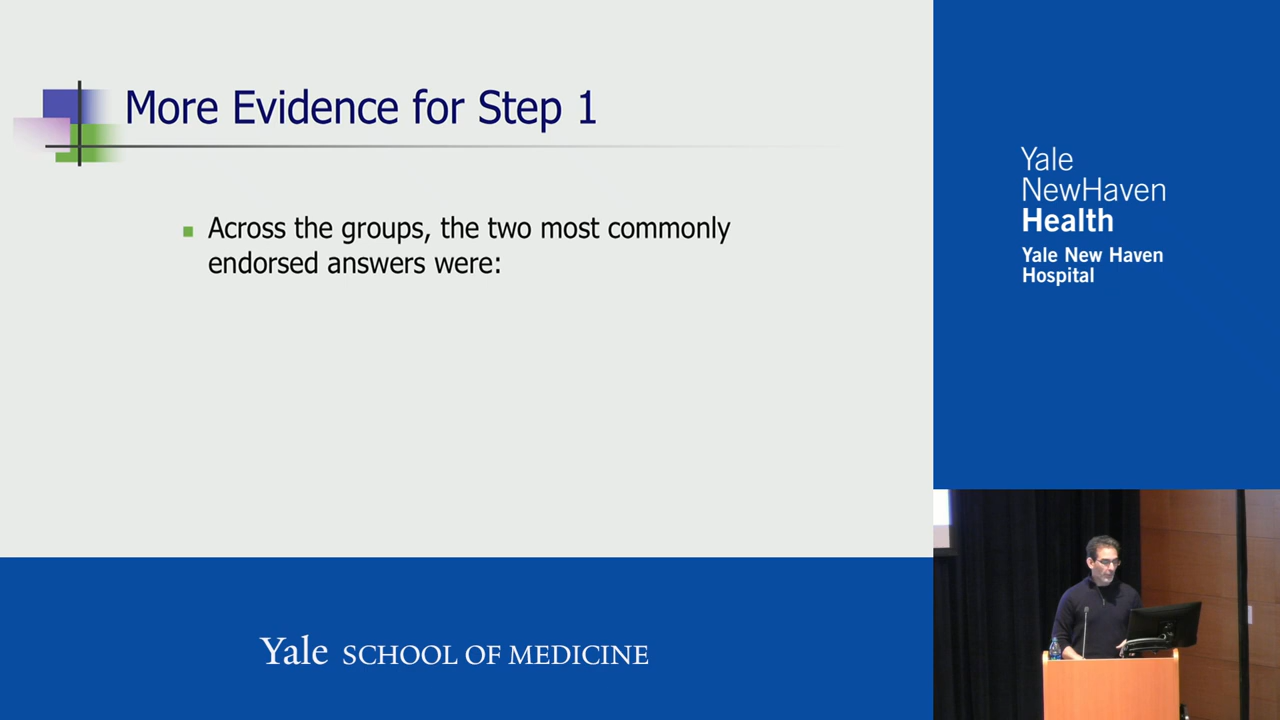 More Evidence for Step 1
Across the groups, the two most commonly
endorsed answers were:
Yale
NewHaven
Health
Yale New Haven
Hospital
Yale SCHOOL OF MEDICINE